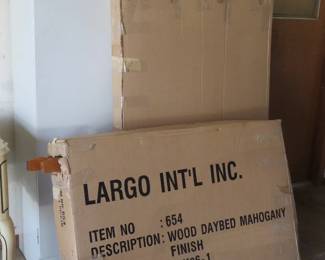 LARGO INT'L INC.
ITEM NO : 654
DESCRIPTION: WOOD DAYBED MAHOGANY
FINISH